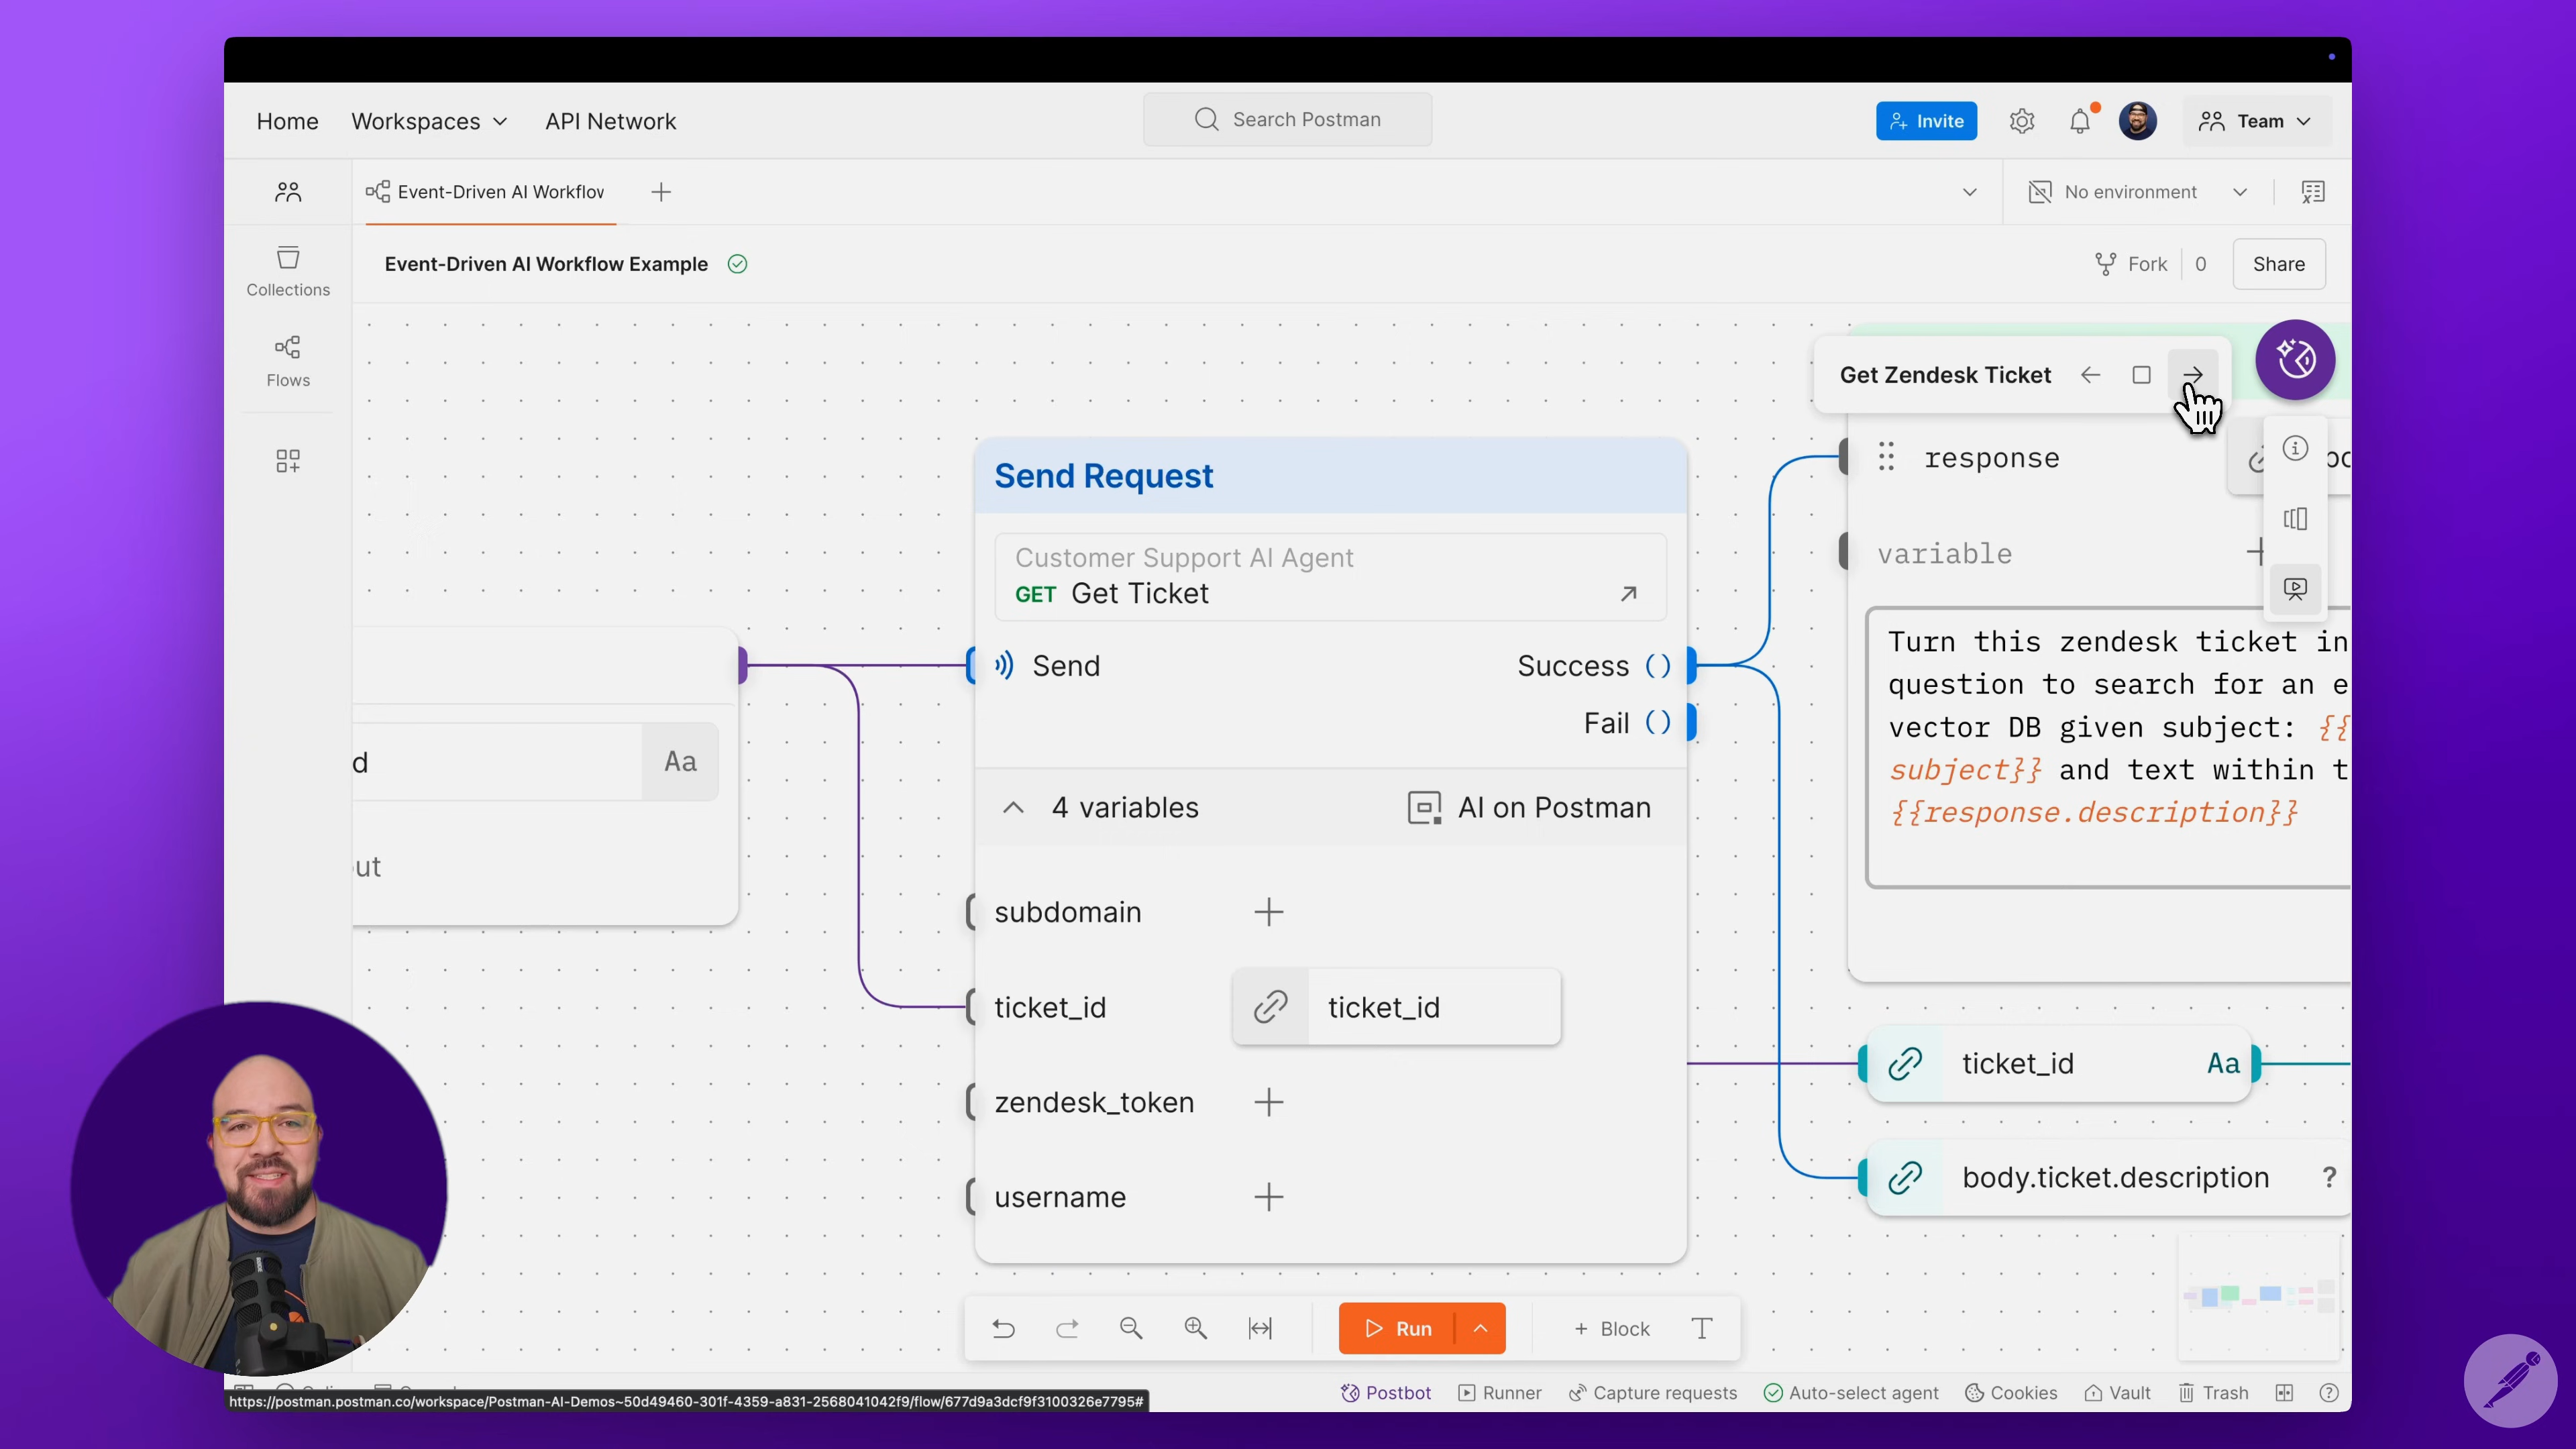 Home
Workspaces
API Network
Search Postman
Invite
Team
Event-Driven AI Workflow
No environment
Collections
Event-Driven AI Workflow Example
Fork
0
Share
Flows
Get Zendesk Ticket
Send Request
response
Customer Support AI Agent
GET Get Ticket
variable
Turn this zendesk ticket in
question to search for an e
vector DB given subject: {{
subject}} and text within t
{{response.description}}
Send
Success ()
Fail ()
d
Aa
4 variables
AI on Postman
ut
subdomain
ticket_id
ticket_id
zendesk_token
username
ticket_id
Aa
body.ticket.description
?
Run
+ Block
T
https://postman.postman.co/workspace/Postman-AI-Demos~50d49460-301f-4359-a831-2568041042f9/flow/677d9a3dcf9f3100326e7795#
Postbot
Runner
Capture requests
Auto-select agent
Cookies
Vault
Trash